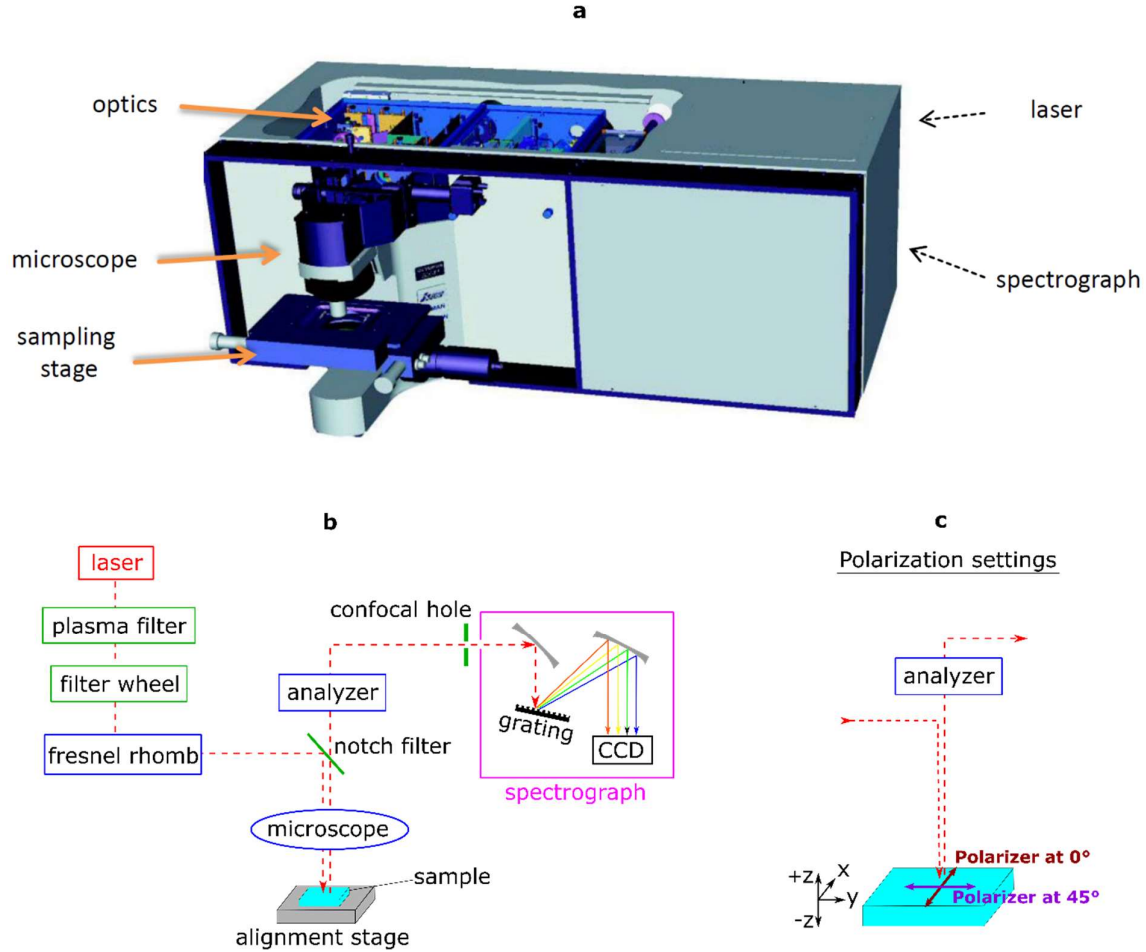 a
optics
laser
microscope
spectrograph
sampling
stage
b
laser
plasma filter
filter wheel
fresnel rhomb
analyzer
notch filter
confocal hole
grating
CCD
spectrograph
microscope
sample
alignment stage
c
Polarization settings
analyzer
Polarizer at 0°
Polarizer at 45°
+z
x
y
-z